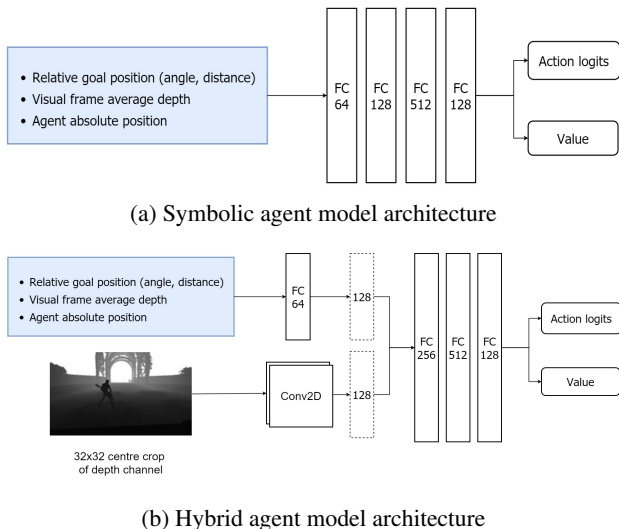 • Relative goal position (angle, distance)
• Visual frame average depth
• Agent absolute position
FC
64
FC
128
FC
512
FC
128
Action logits
Value
(a) Symbolic agent model architecture
• Relative goal position (angle, distance)
• Visual frame average depth
• Agent absolute position
FC
64
128
32x32 centre crop
of depth channel
Conv2D
128
FC
256
FC
512
FC
128
Action logits
Value
(b) Hybrid agent model architecture